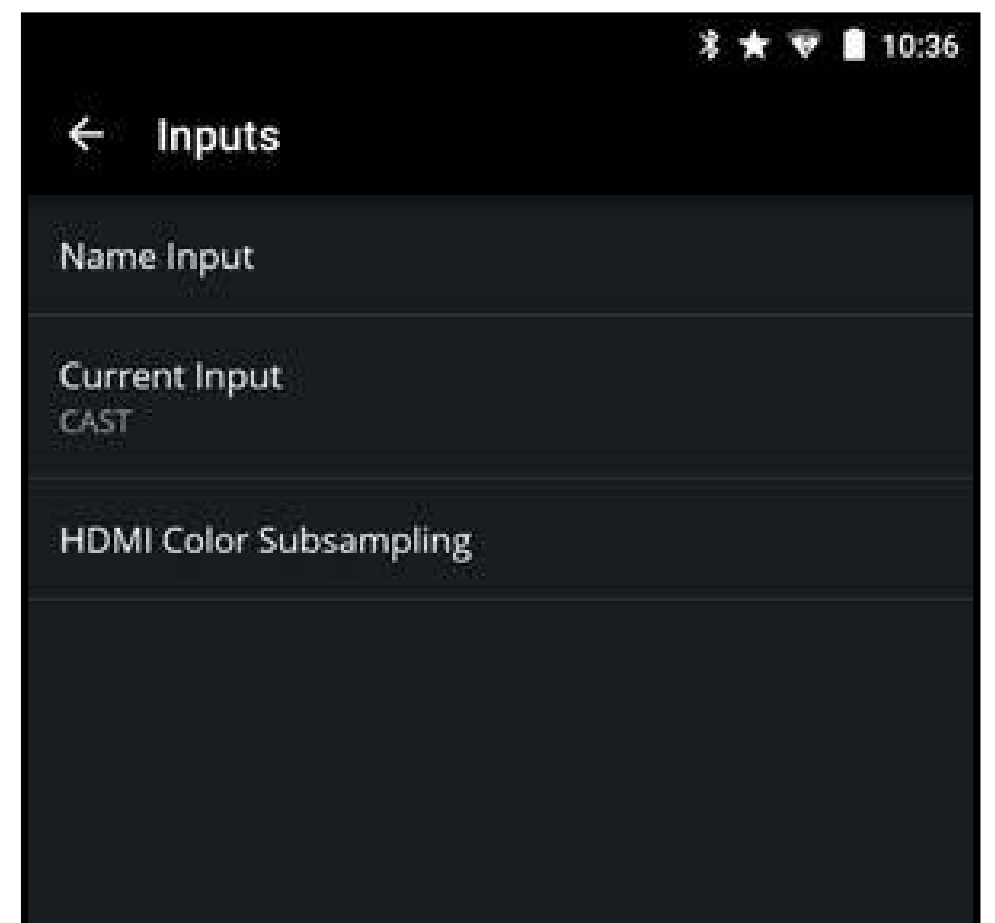 10:36
Inputs
Name Input
Current Input
CAST
HDMI Color Subsampling